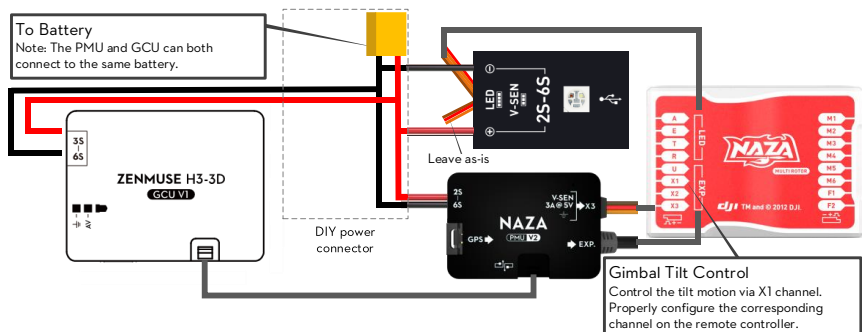 To Battery
Note: The PMU and GCU can both
connect to the same battery.
3S
6S
ZENMUSE H3-3D
GCU V1
AV
DIY power
connector
LED
V-SEN
2S-6S
Leave as-is
2S
6S
NAZA
PMU V2
GPS
V-SEN
3A@5V
X3
EXP.
A
E
T
R
U
X1
X2
X3
LED
EXP.
NAZA
MULTI ROTOR
dji TM and © 2012 DJI.
M1
M2
M3
M4
M5
M6
F1
F2
Gimbal Tilt Control
Control the tilt motion via X1 channel.
Properly configure the corresponding
channel on the remote controller.